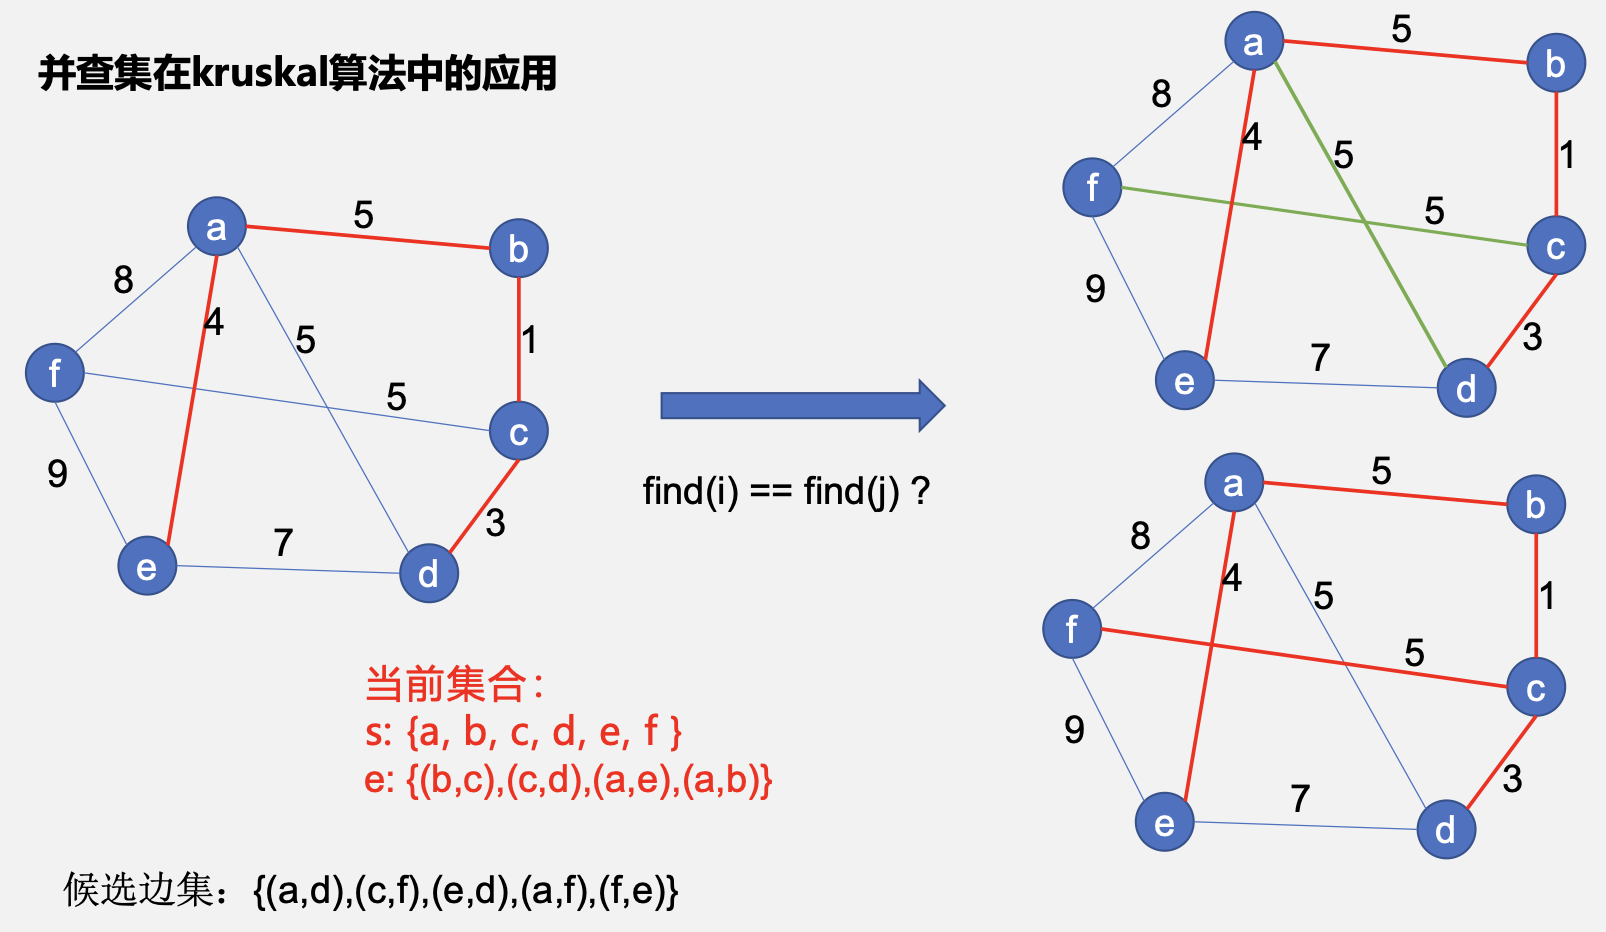 并查集在kruskal算法中的应用
a
5
b
8
4
5
1
f
5
c
9
3
7
e
d
find(i) == find(j) ?
a
5
b
8
4
5
1
f
5
c
9
3
7
e
d
a
5
b
8
4
5
1
f
5
c
9
3
7
e
d
当前集合：
s: {a, b, c, d, e, f }
e: {(b,c),(c,d),(a,e),(a,b)}
候选边集：{(a,d),(c,f),(e,d),(a,f),(f,e)}